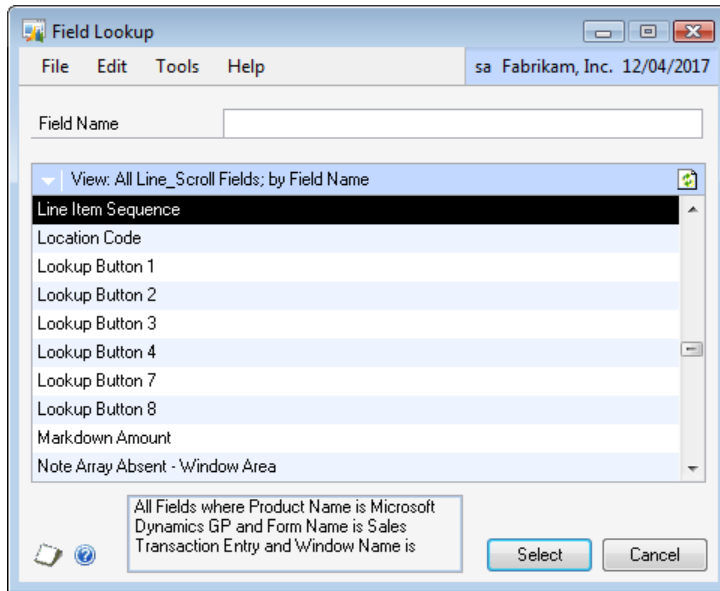 Field Lookup
File Edit Tools Help sa Fabrikam, Inc. 12/04/2017
Field Name
View: All Line_Scroll Fields; by Field Name
Line Item Sequence
Location Code
Lookup Button 1
Lookup Button 2
Lookup Button 3
Lookup Button 4
Lookup Button 7
Lookup Button 8
Markdown Amount
Note Array Absent - Window Area
All Fields where Product Name is Microsoft
Dynamics GP and Form Name is Sales
Transaction Entry and Window Name is
Select Cancel